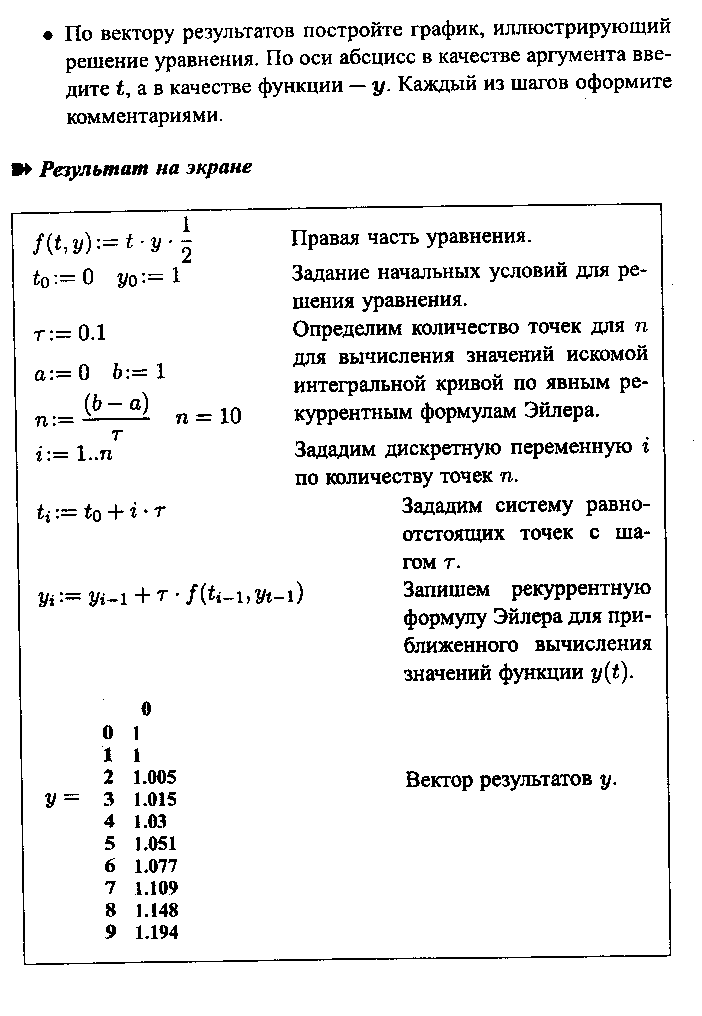 • По вектору результатов постройте график, иллюстрирующий
решение уравнения. По оси абсцисс в качестве аргумента вве-
дите t, а в качестве функции — y. Каждый из шагов оформите
комментариями.
Результат на экране
f(t, y) := t · y · 1/2 Правая часть уравнения.
t₀ := 0 y₀ := 1 Задание начальных условий для ре-
шения уравнения.
τ := 0.1 Определим количество точек для n
для вычисления значений искомой
a := 0 b := 1 интегральной кривой по явным ре-
n := (b − a)/τ n = 10 куррентным формулам Эйлера.
i := 1..n Зададим дискретную переменную i
по количеству точек n.
tᵢ := t₀ + i · τ Зададим систему равно-
отстоящих точек с ша-
гом τ.
yᵢ := yᵢ₋₁ + τ · f(tᵢ₋₁, yₜ₋₁) Запишем рекуррентную
формулу Эйлера для при-
ближенного вычисления
значений функции y(t).
0
0 1
1 1
2 1.005 Вектор результатов y.
y = 3 1.015
4 1.03
5 1.051
6 1.077
7 1.109
8 1.148
9 1.194